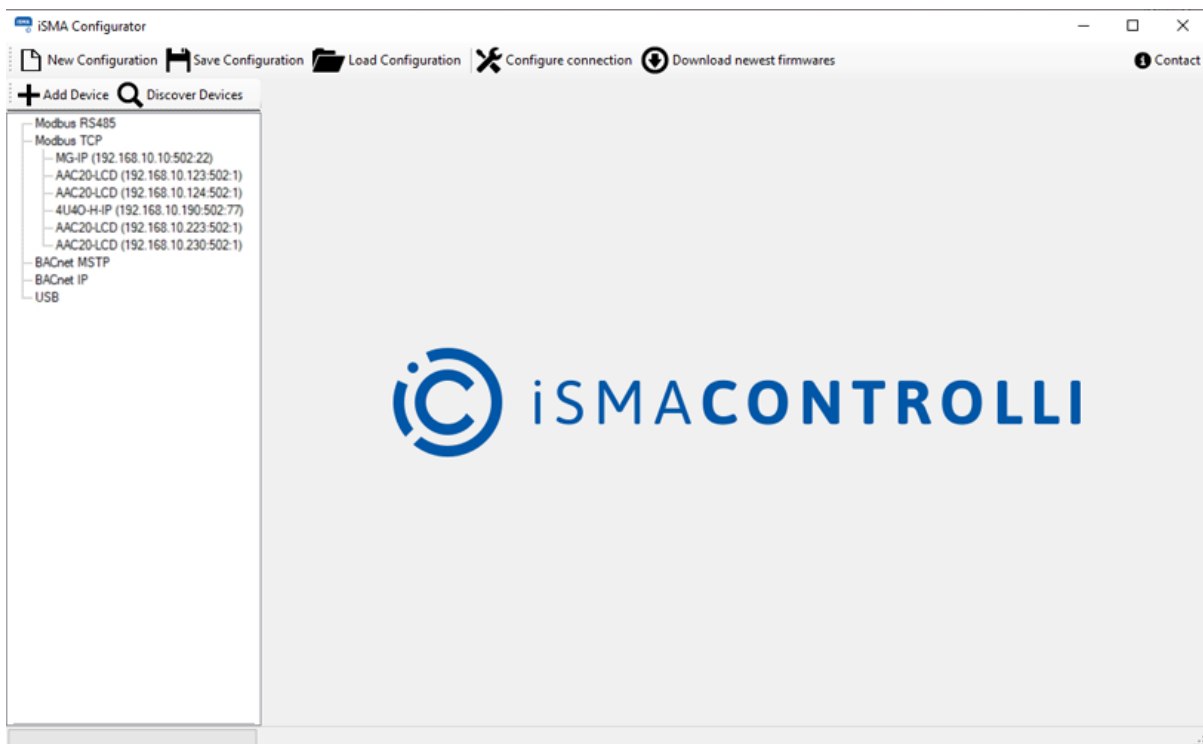 iSMA Configurator
New Configuration Save Configuration Load Configuration Configure connection Download newest firmwares Contact
Add Device Discover Devices
Modbus RS485
Modbus TCP
MG-IP (192.168.10.10:502:22)
AAC20-LCD (192.168.10.123:502:1)
AAC20-LCD (192.168.10.124:502:1)
4U4O-H-IP (192.168.10.190:502:77)
AAC20-LCD (192.168.10.223:502:1)
AAC20-LCD (192.168.10.230:502:1)
BACnet MSTP
BACnet IP
USB
iSMACONTROLLI